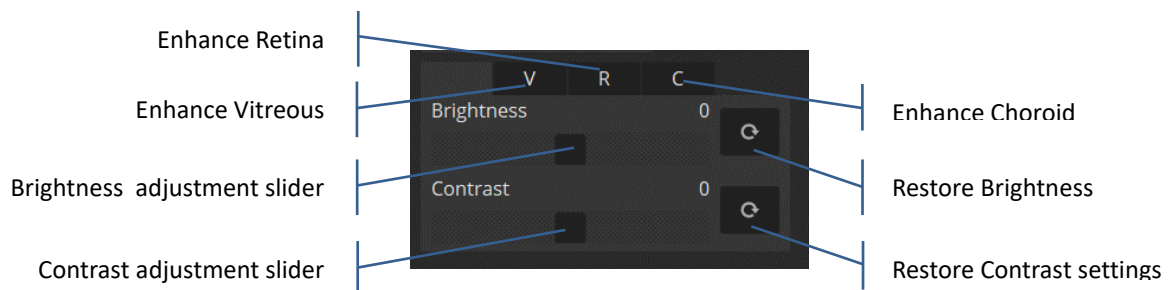 Enhance Retina
V R C
Enhance Vitreous
Brightness 0
Enhance Choroid
Brightness adjustment slider
Contrast 0
Restore Brightness
Contrast adjustment slider
Restore Contrast settings